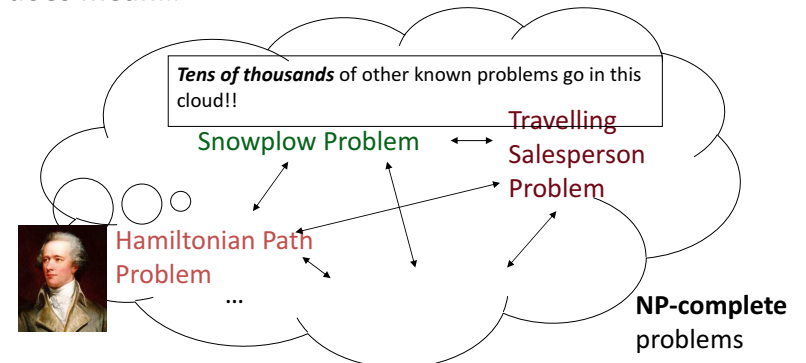 Tens of thousands of other known problems go in this
cloud!!
Snowplow Problem
Travelling
Salesperson
Problem
Hamiltonian Path
Problem
...
NP-complete
problems